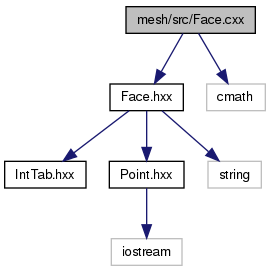 mesh/src/Face.cxx
Face.hxx
cmath
IntTab.hxx
Point.hxx
string
iostream